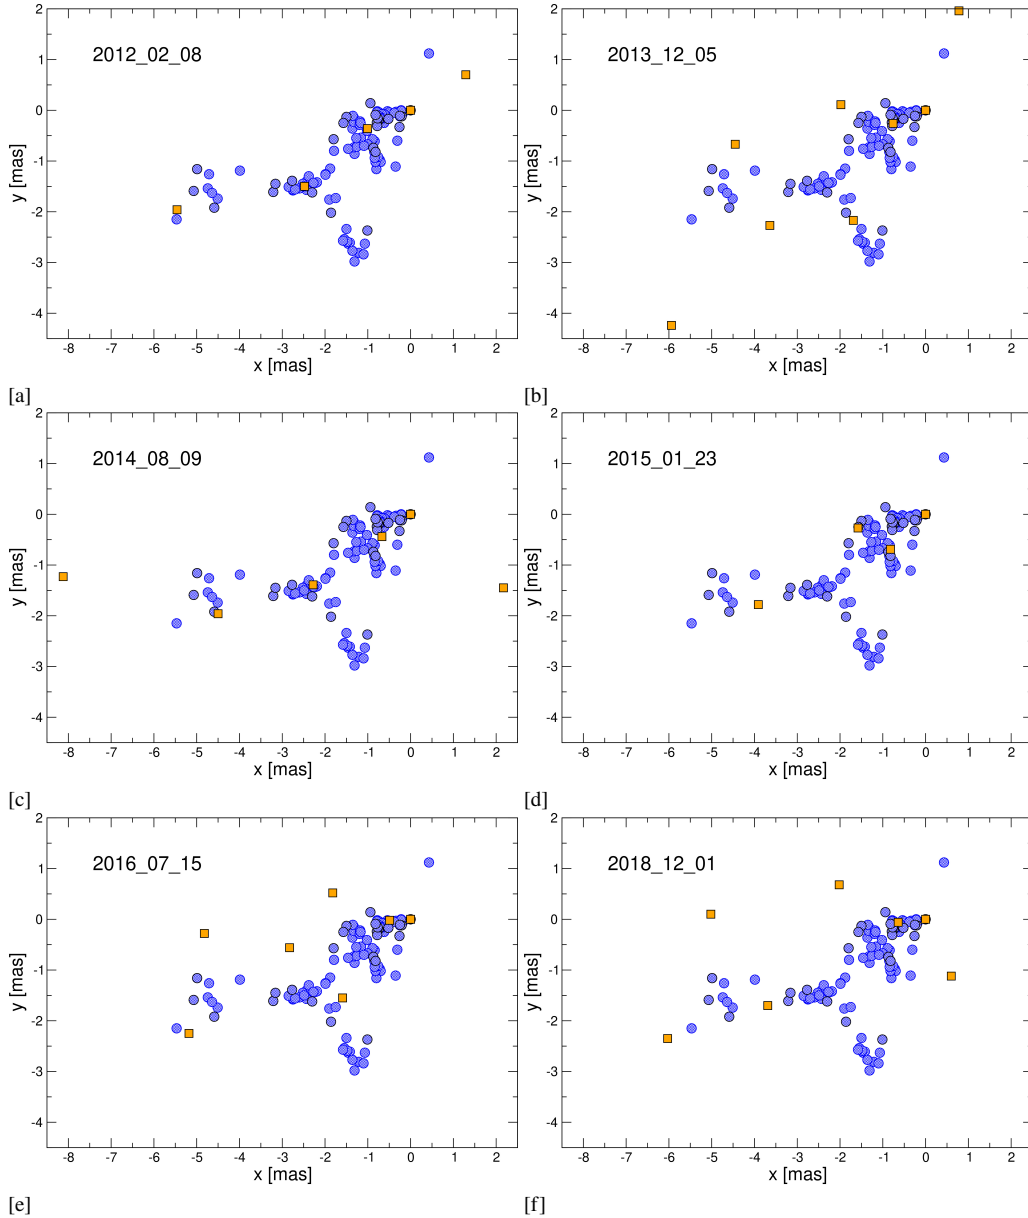 2
1
0
-1
-2
-3
-4
y [mas]
2012_02_08
-8 -7 -6 -5 -4 -3 -2 -1 0 1 2
x [mas]
[a]
2
1
0
-1
-2
-3
-4
y [mas]
2013_12_05
-8 -7 -6 -5 -4 -3 -2 -1 0 1 2
x [mas]
[b]
2
1
0
-1
-2
-3
-4
y [mas]
2014_08_09
-8 -7 -6 -5 -4 -3 -2 -1 0 1 2
x [mas]
[c]
2
1
0
-1
-2
-3
-4
y [mas]
2015_01_23
-8 -7 -6 -5 -4 -3 -2 -1 0 1 2
x [mas]
[d]
2
1
0
-1
-2
-3
-4
y [mas]
2016_07_15
-8 -7 -6 -5 -4 -3 -2 -1 0 1 2
x [mas]
[e]
2
1
0
-1
-2
-3
-4
y [mas]
2018_12_01
-8 -7 -6 -5 -4 -3 -2 -1 0 1 2
x [mas]
[f]